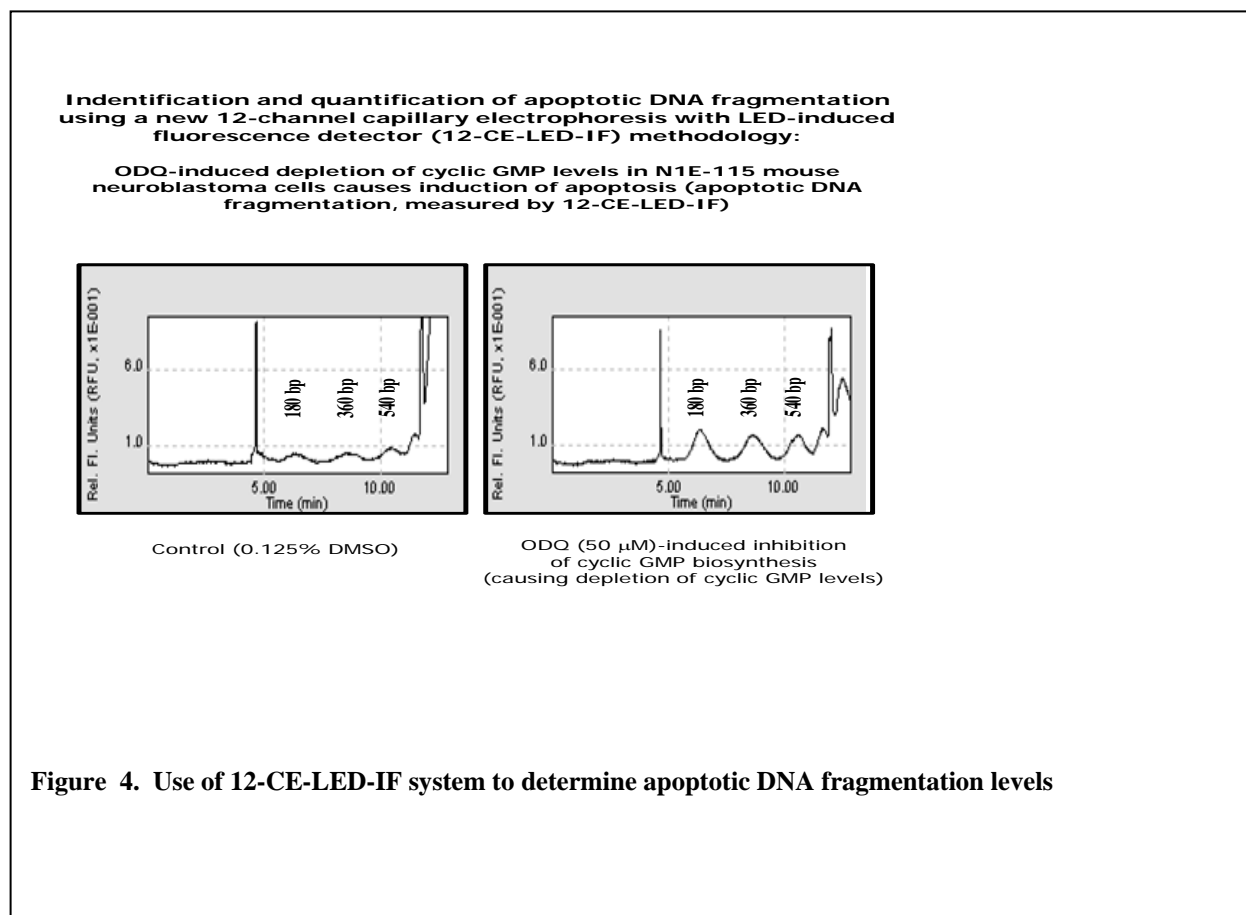 Indentification and quantification of apoptotic DNA fragmentation
using a new 12-channel capillary electrophoresis with LED-induced
fluorescence detector (12-CE-LED-IF) methodology:
ODQ-induced depletion of cyclic GMP levels in N1E-115 mouse
neuroblastoma cells causes induction of apoptosis (apoptotic DNA
fragmentation, measured by 12-CE-LED-IF)
Rel. Fl. Units (RFU, x1E-001)
6.0
1.0
180 bp
360 bp
540 bp
5.00
10.00
Time (min)
Control (0.125% DMSO)
Rel. Fl. Units (RFU, x1E-001)
6.0
1.0
180 bp
360 bp
540 bp
5.00
10.00
Time (min)
ODQ (50 μM)-induced inhibition
of cyclic GMP biosynthesis
(causing depletion of cyclic GMP levels)
Figure 4. Use of 12-CE-LED-IF system to determine apoptotic DNA fragmentation levels